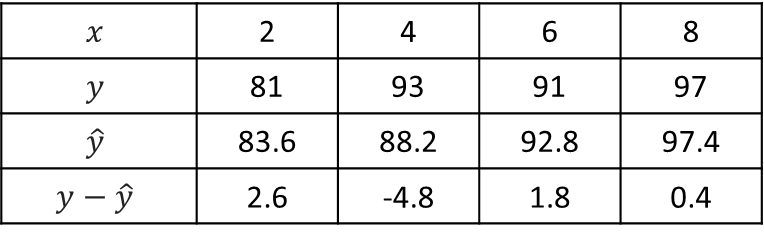 x 2 4 6 8
y 81 93 91 97
ŷ 83.6 88.2 92.8 97.4
y − ŷ 2.6 -4.8 1.8 0.4